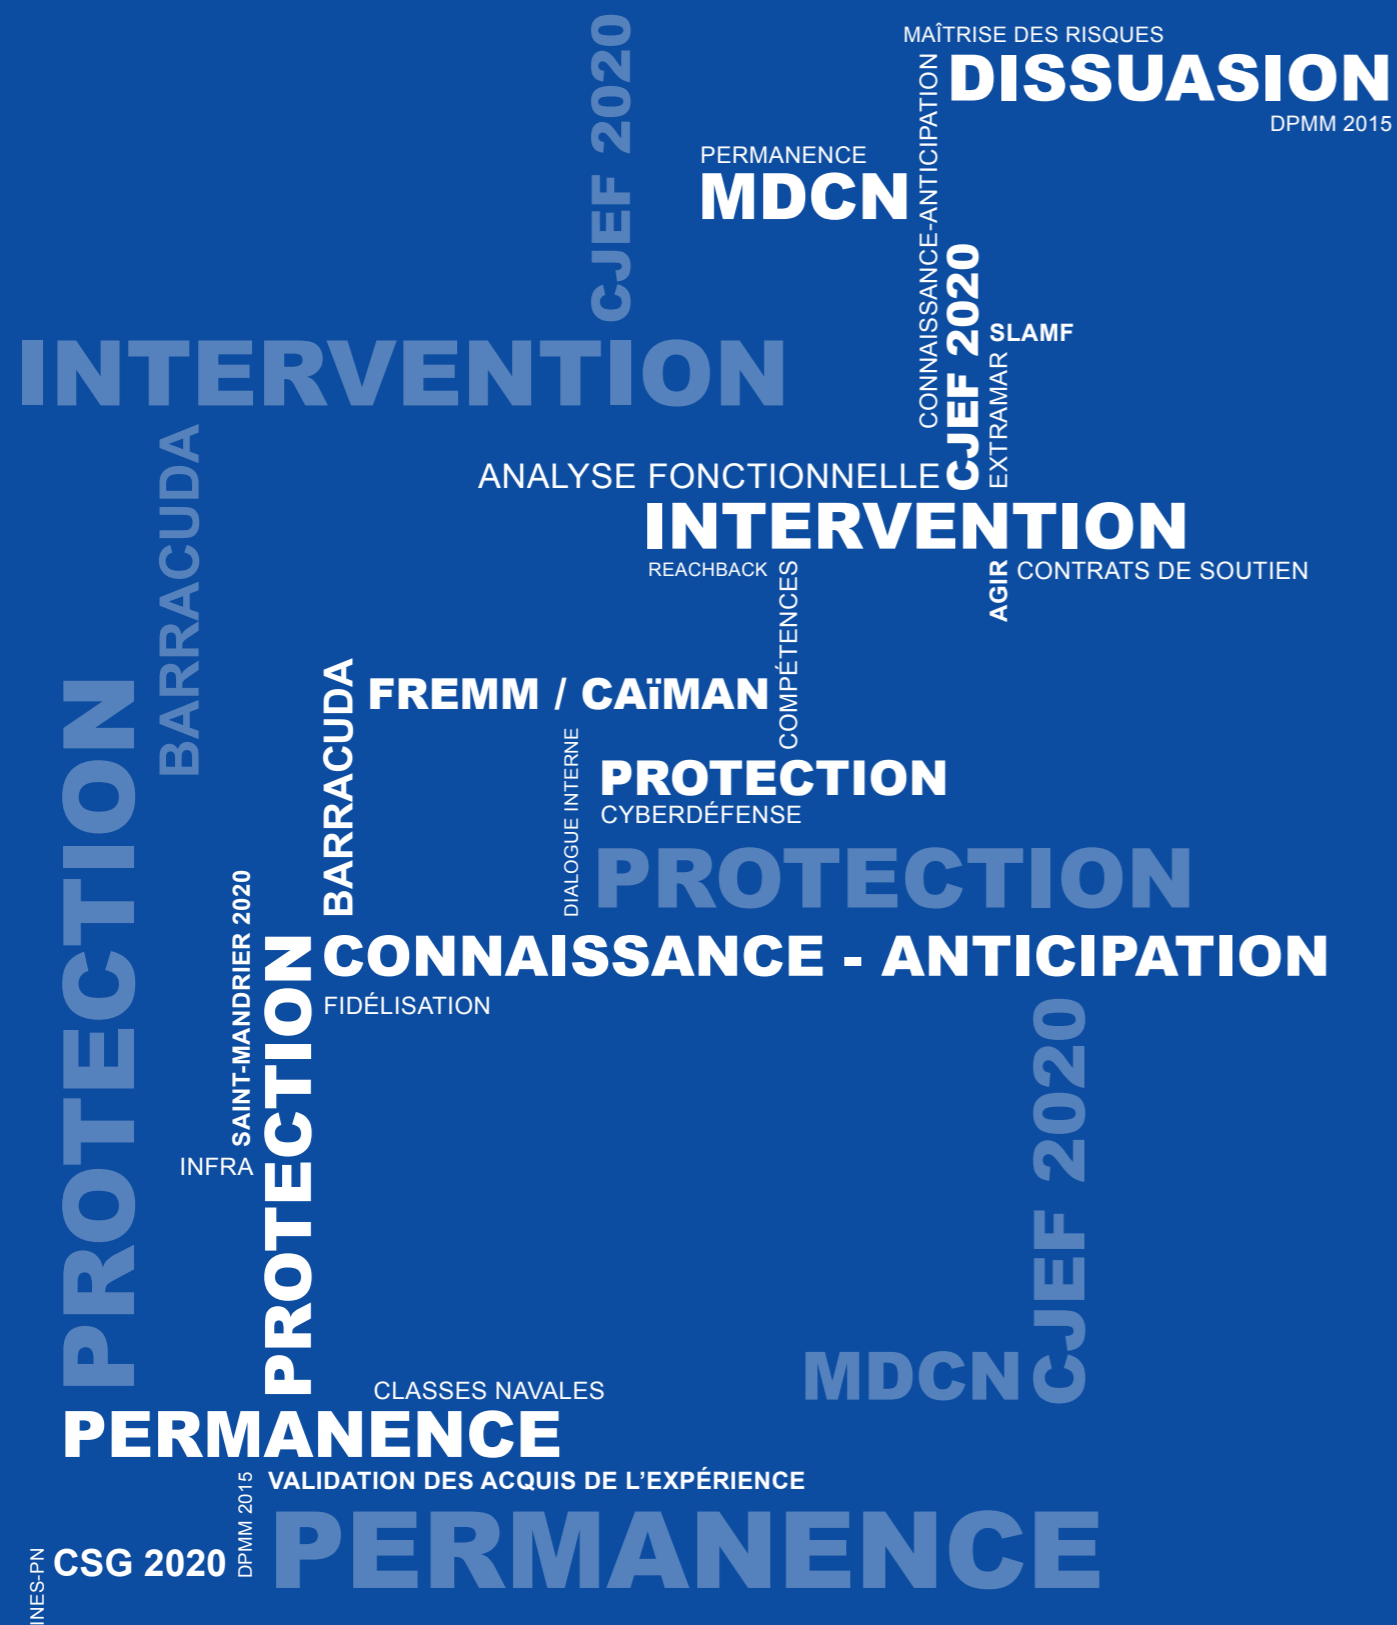 CJEF 2020
MAÎTRISE DES RISQUES
DISSUASION
DPMM 2015
CONNAISSANCE-ANTICIPATION
PERMANENCE
MDCN
CJEF 2020
SLAMF
EXTRAMAR
INTERVENTION
BARRACUDA
ANALYSE FONCTIONNELLE
INTERVENTION
REACHBACK
COMPÉTENCES
AGIR
CONTRATS DE SOUTIEN
PROTECTION
BARRACUDA
FREMM / CAïMAN
DIALOGUE INTERNE
PROTECTION
CYBERDÉFENSE
PROTECTION
SAINT-MANDRIER 2020
PROTECTION
CONNAISSANCE - ANTICIPATION
FIDÉLISATION
CJEF 2020
INFRA
MDCN
CLASSES NAVALES
PERMANENCE
DPMM 2015
VALIDATION DES ACQUIS DE L’EXPÉRIENCE
PERMANENCE
INES-PN
CSG 2020